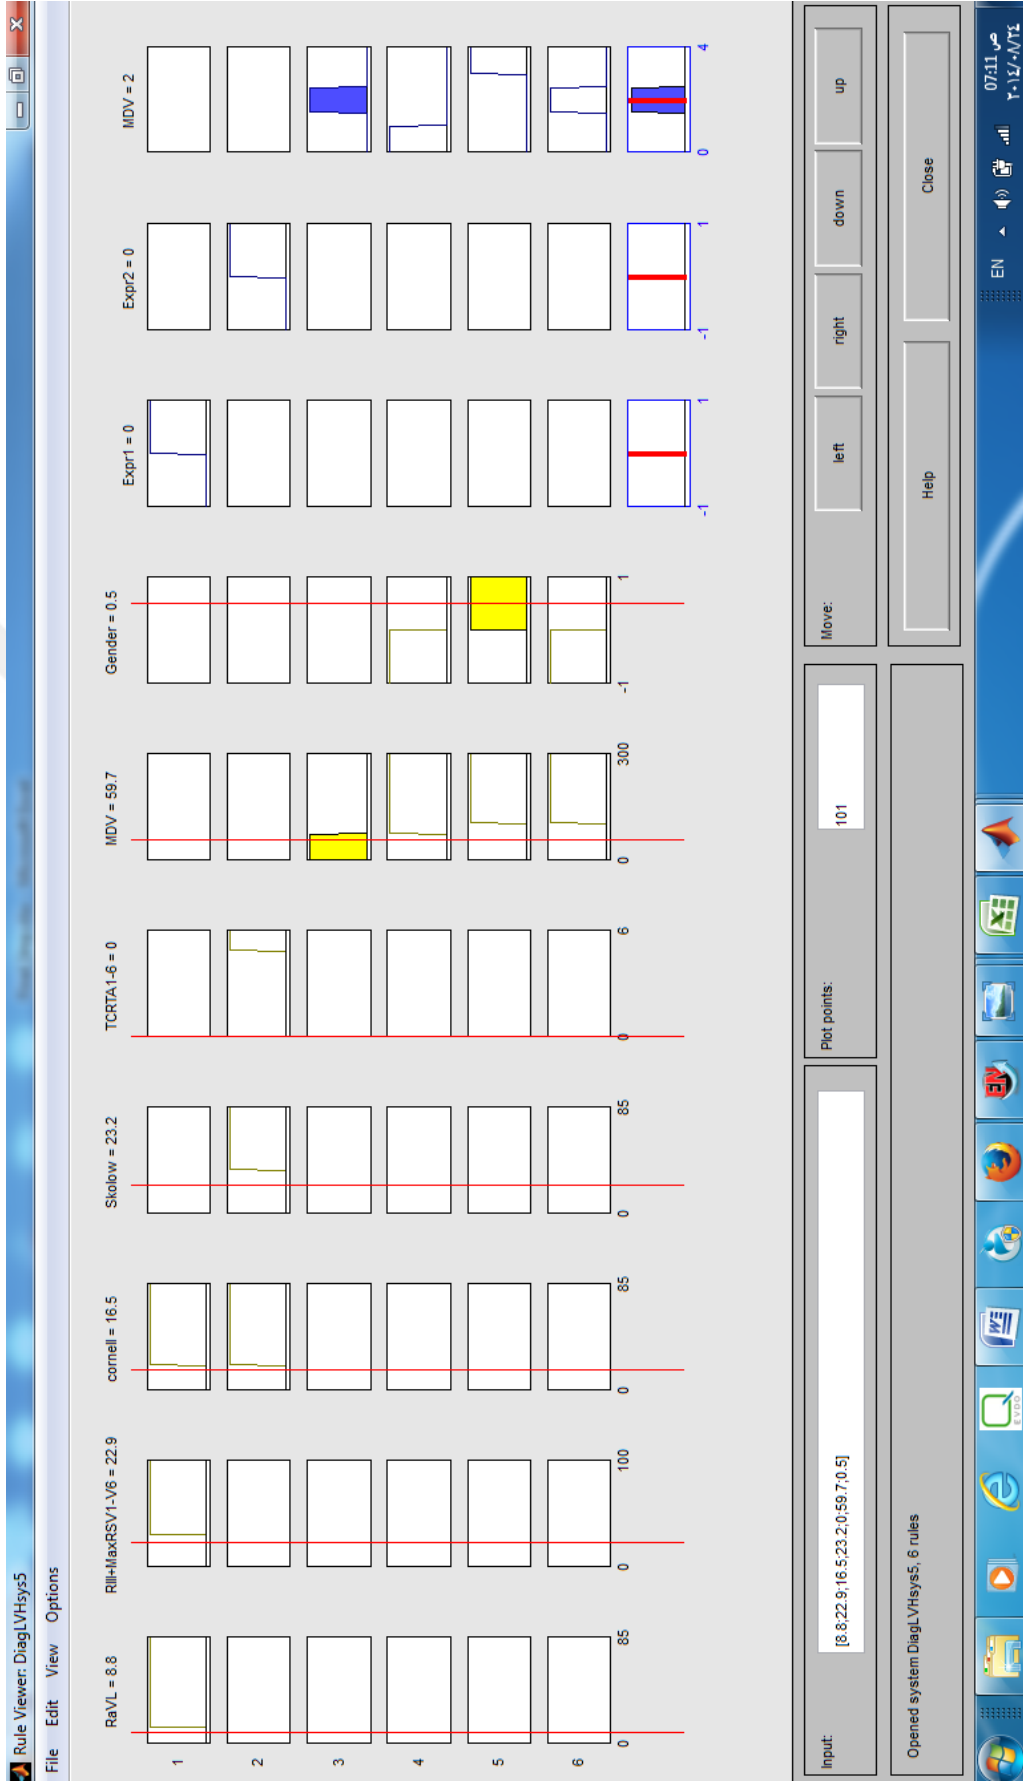 Rule Viewer: DiagLVHsys5
File Edit View Options
RaVL = 8.8
RIII+MaxRSV1-V6 = 22.9
cornell = 16.5
Skolow = 23.2
TCRTA1-6 = 0
MDV = 59.7
Gender = 0.5
Expr1 = 0
Expr2 = 0
MDV = 2
1
2
3
4
5
6
0 85
0 100
0 85
0 85
0 6
0 300
-1 1
-1 1
-1 1
0 4
Input:
[8.8;22.9;16.5;23.2;0;59.7;0.5]
Plot points:
101
Move:
left
right
down
up
Opened system DiagLVHsys5, 6 rules
Help
Close
EVDO
EN
EN
07:11 ص
٢٠١٤/٠٨/٢٤